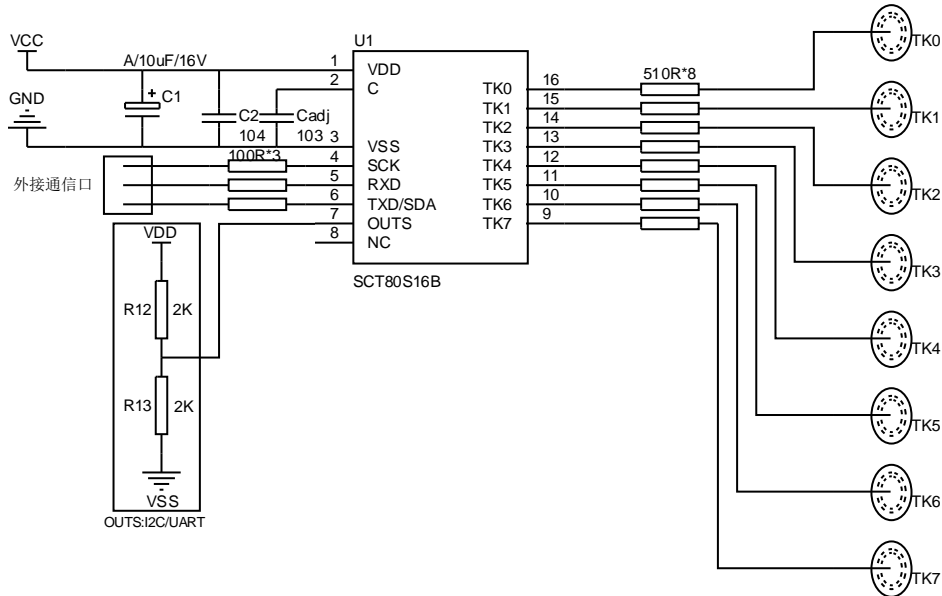 VCC
A/10uF/16V
U1
TK0
1
VDD
2
C
16
TK0
510R*8
GND
+
C1
15
TK1
TK1
C2
Cadj
14
TK2
104
103
3
VSS
13
TK3
100R*3
4
SCK
12
TK4
外接通信口
5
RXD
11
TK5
TK2
6
TXD/SDA
10
TK6
7
OUTS
9
TK7
VDD
8
NC
TK3
SCT80S16B
R12
2K
TK4
R13
2K
TK5
VSS
TK6
OUTS:I2C/UART
TK7